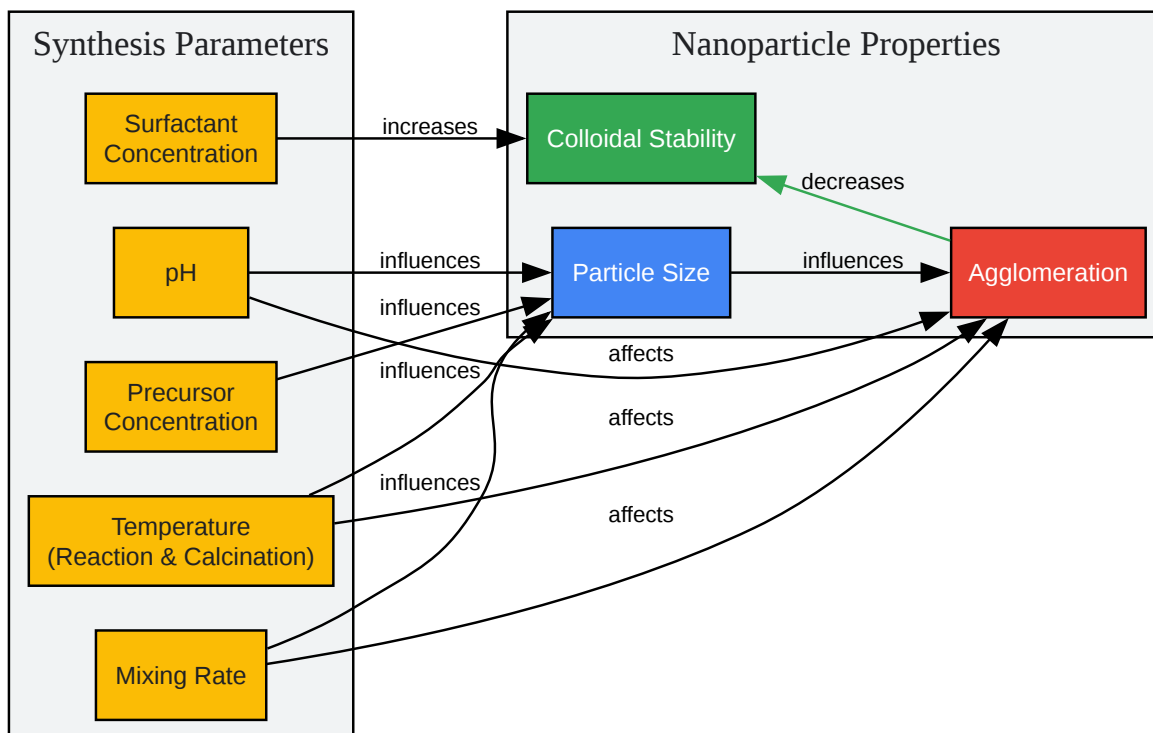 Synthesis Parameters
Nanoparticle Properties
Surfactant
Concentration
increases
Colloidal Stability
decreases
pH
influences
Particle Size
influences
Agglomeration
influences
Precursor
Concentration
influences
affects
affects
Temperature
(Reaction & Calcination)
influences
affects
Mixing Rate